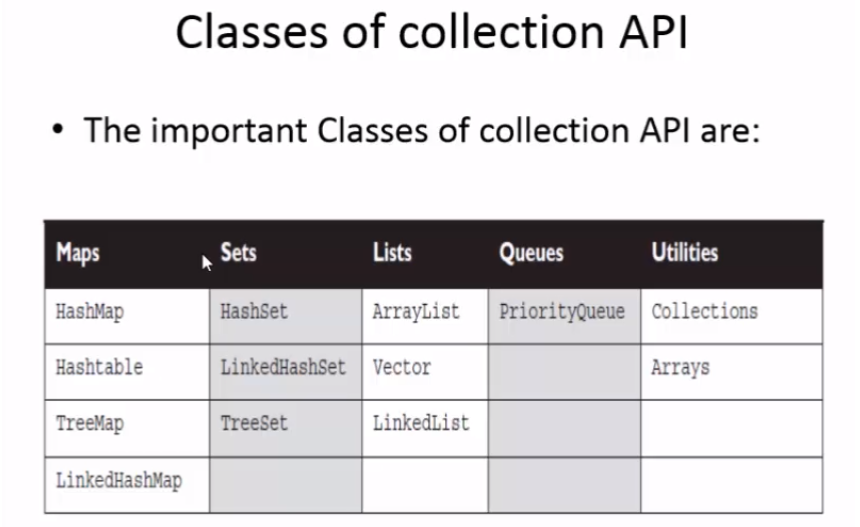 Classes of collection API
• The important Classes of collection API are:
Maps Sets Lists Queues Utilities
HashMap HashSet ArrayList PriorityQueue Collections
Hashtable LinkedHashSet Vector Arrays
TreeMap TreeSet LinkedList
LinkedHashMap